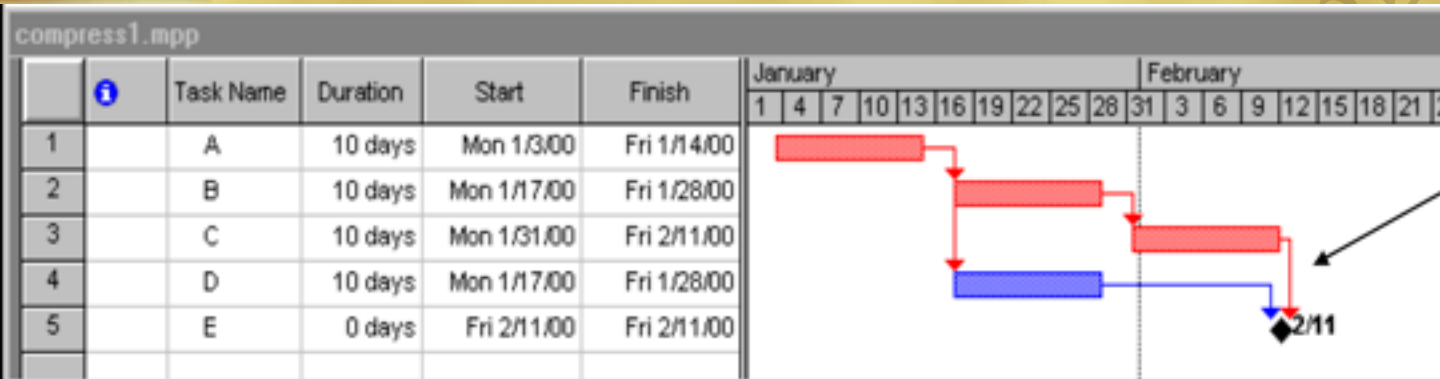 compress1.mpp
Task Name Duration Start Finish January February
1 4 7 10 13 16 19 22 25 28 31 3 6 9 12 15 18 21
1 A 10 days Mon 1/3/00 Fri 1/14/00
2 B 10 days Mon 1/17/00 Fri 1/28/00
3 C 10 days Mon 1/31/00 Fri 2/11/00
4 D 10 days Mon 1/17/00 Fri 1/28/00
5 E 0 days Fri 2/11/00 Fri 2/11/00 2/11